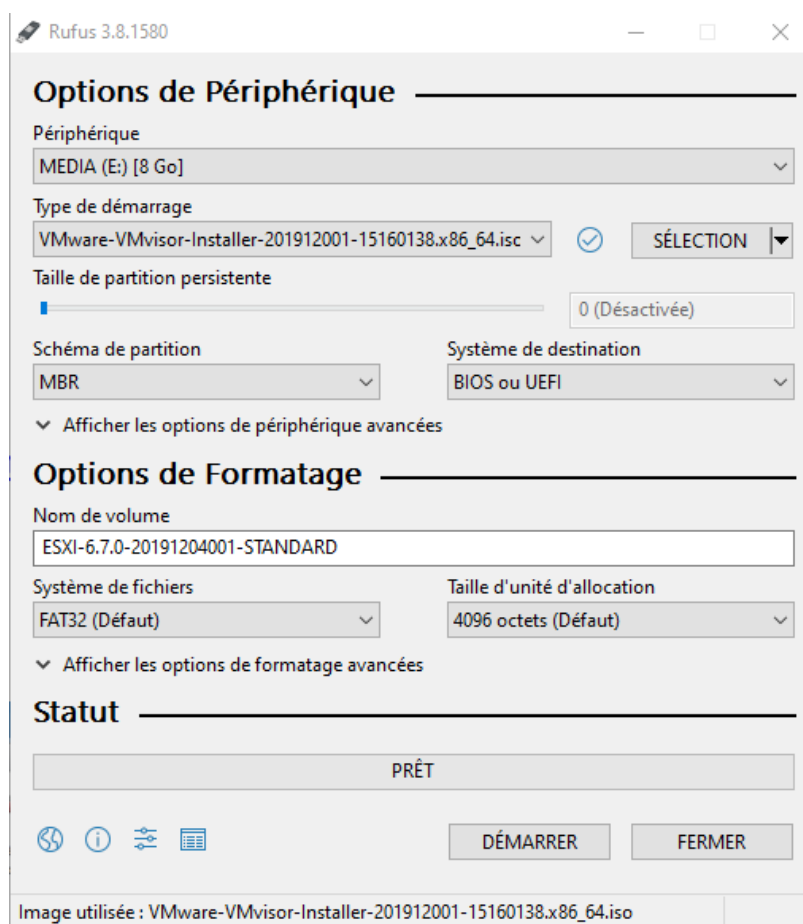 Rufus 3.8.1580
Options de Périphérique
Périphérique
MEDIA (E:) [8 Go]
Type de démarrage
VMware-VMvisor-Installer-201912001-15160138.x86_64.isc
SÉLECTION
Taille de partition persistente
0 (Désactivée)
Schéma de partition Système de destination
MBR BIOS ou UEFI
Afficher les options de périphérique avancées
Options de Formatage
Nom de volume
ESXI-6.7.0-20191204001-STANDARD
Système de fichiers Taille d'unité d'allocation
FAT32 (Défaut) 4096 octets (Défaut)
Afficher les options de formatage avancées
Statut
PRÊT
DÉMARRER FERMER
Image utilisée : VMware-VMvisor-Installer-201912001-15160138.x86_64.iso